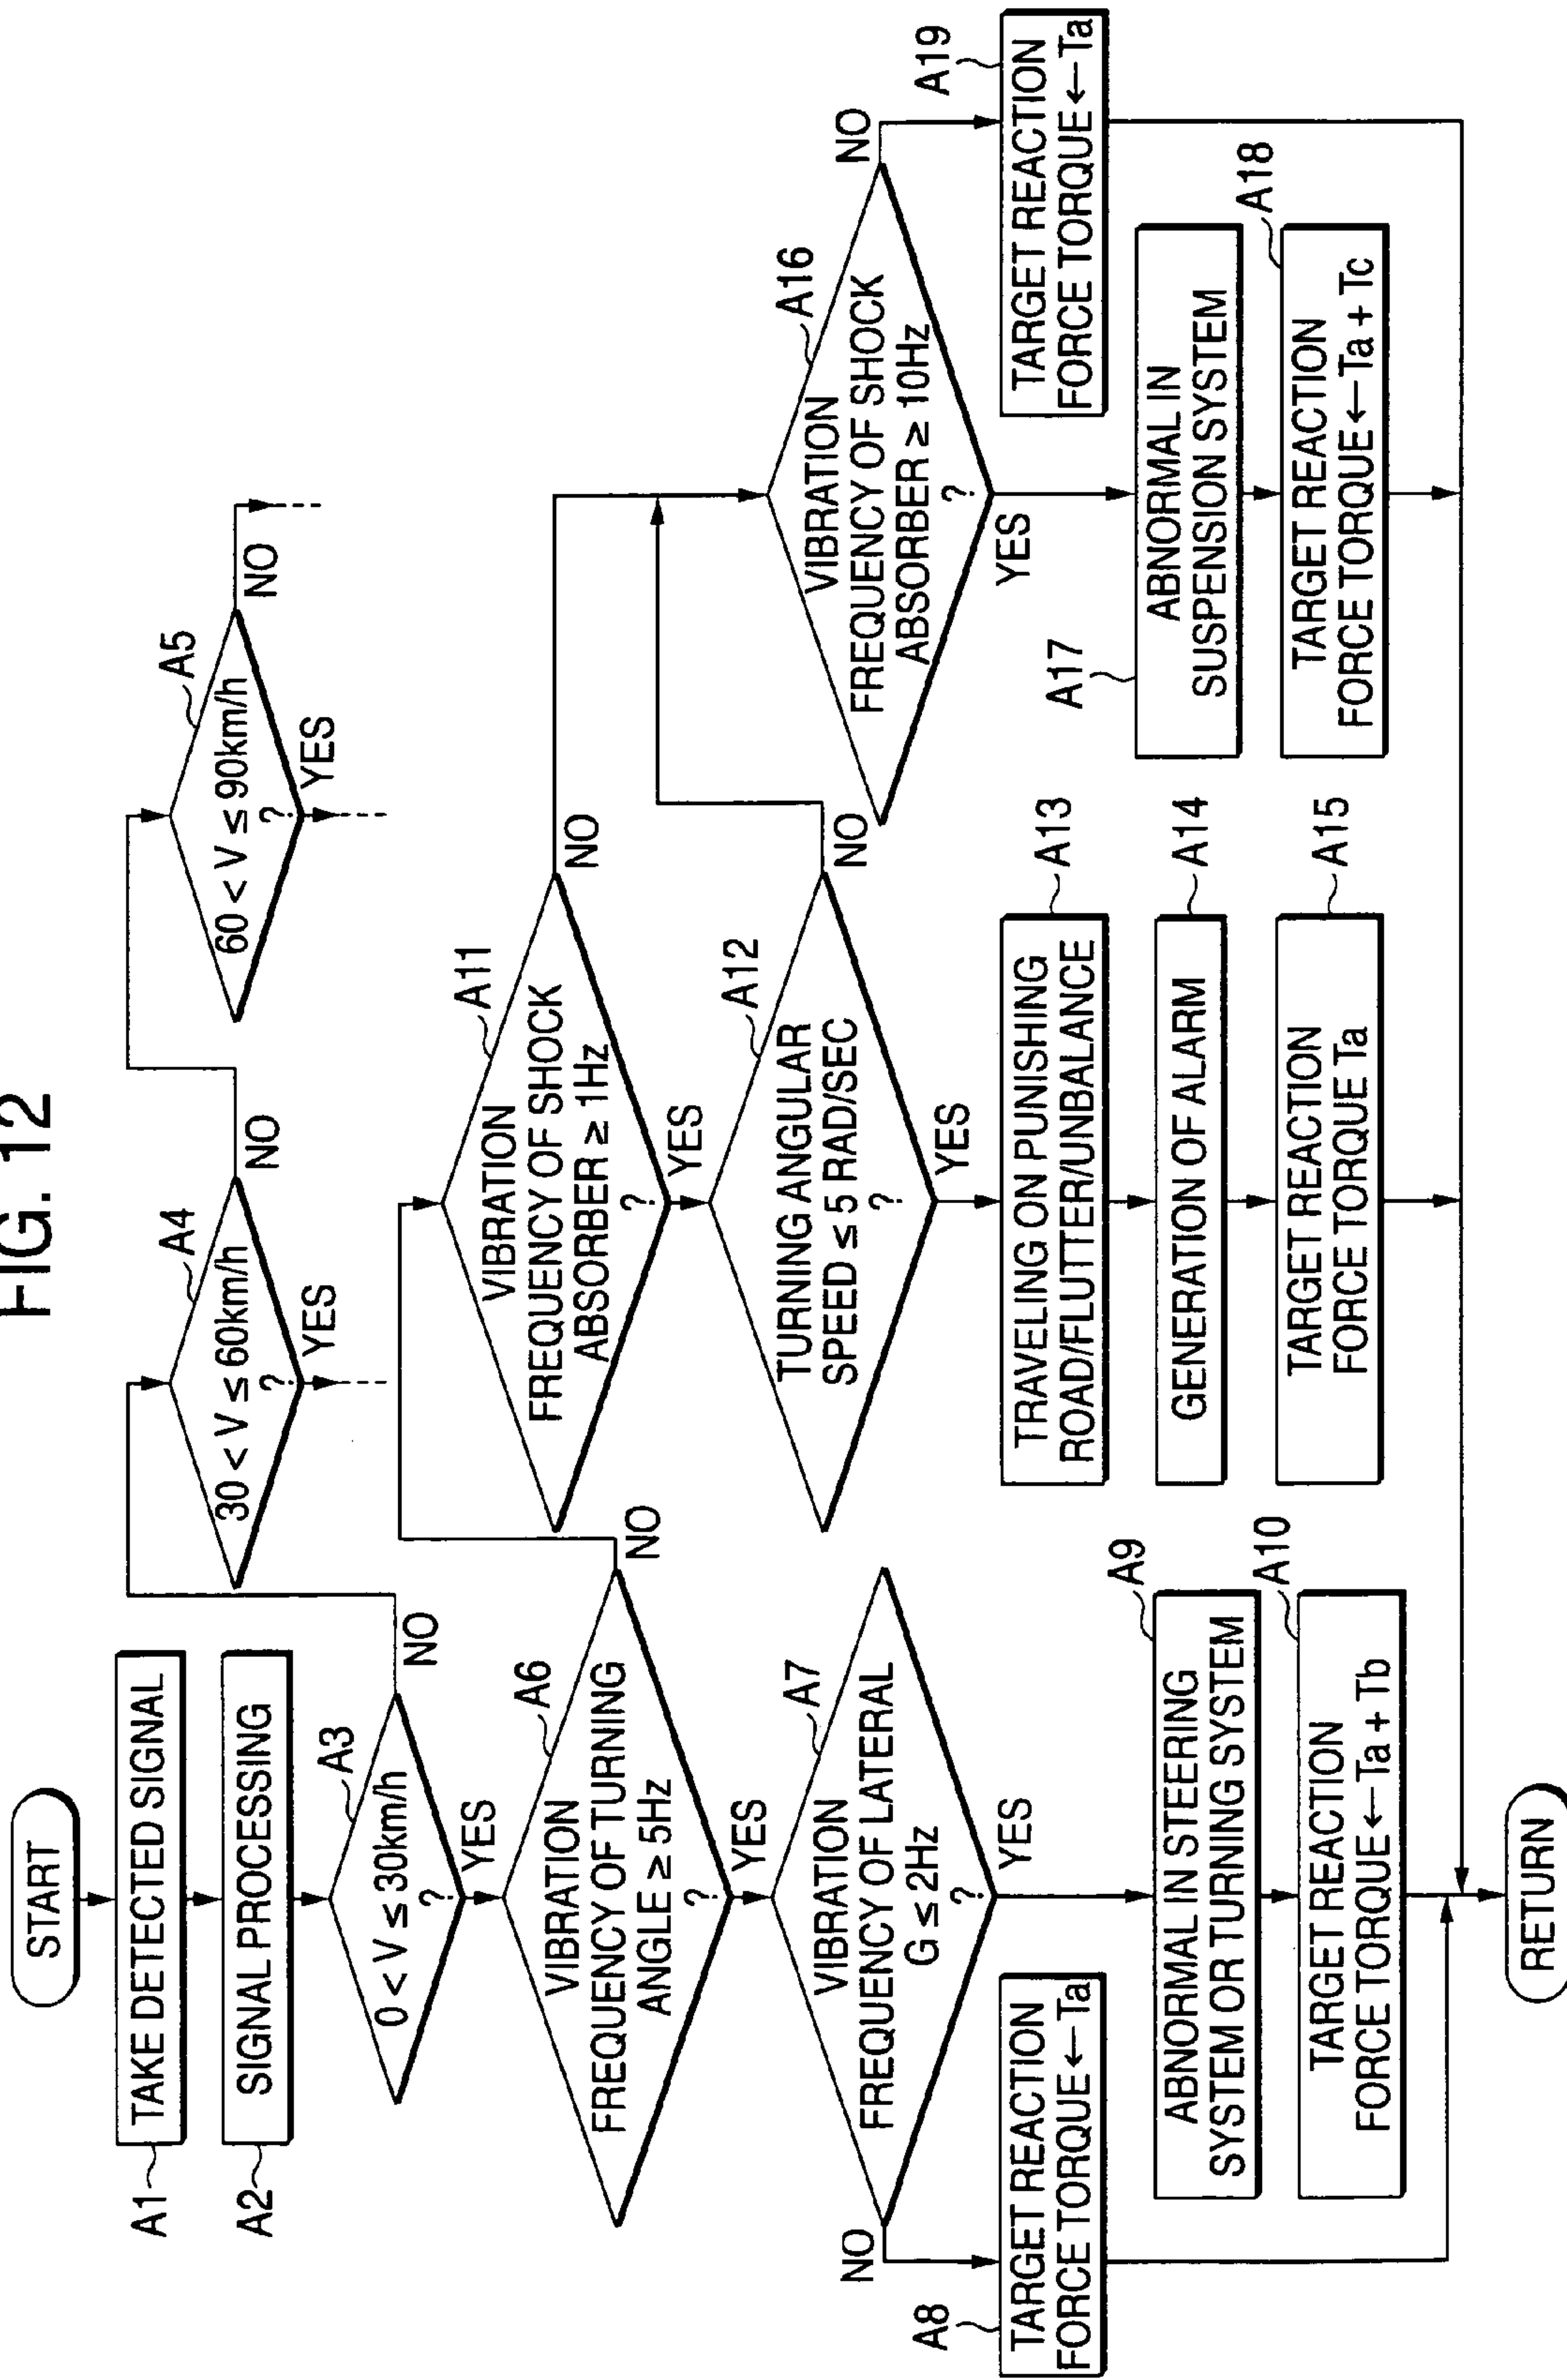 FIG. 12
START
A1
TAKE DETECTED SIGNAL
A2
SIGNAL PROCESSING
A3
0 < V ≤ 30km/h
?
NO
YES
A4
30 < V ≤ 60km/h
?
NO
YES
A5
60 < V ≤ 90km/h
?
NO
YES
A6
VIBRATION
FREQUENCY OF TURNING
ANGLE ≥ 5Hz
?
NO
YES
A7
VIBRATION
FREQUENCY OF LATERAL
G ≤ 2Hz
?
NO
YES
A8
TARGET REACTION
FORCE TORQUE ← Ta
A9
ABNORMAL IN STEERING
SYSTEM OR TURNING SYSTEM
A10
TARGET REACTION
FORCE TORQUE ← Ta + Tb
A11
VIBRATION
FREQUENCY OF SHOCK
ABSORBER ≥ 1Hz
?
NO
YES
A12
TURNING ANGULAR
SPEED ≤ 5 RAD/SEC
?
NO
YES
A13
TRAVELING ON PUNISHING
ROAD/FLUTTER/UNBALANCE
A14
GENERATION OF ALARM
A15
TARGET REACTION
FORCE TORQUE Ta
A16
VIBRATION
FREQUENCY OF SHOCK
ABSORBER ≥ 10Hz
?
NO
YES
A17
ABNORMAL IN
SUSPENSION SYSTEM
A18
TARGET REACTION
FORCE TORQUE ← Ta + Tc
A19
TARGET REACTION
FORCE TORQUE ← Ta
RETURN